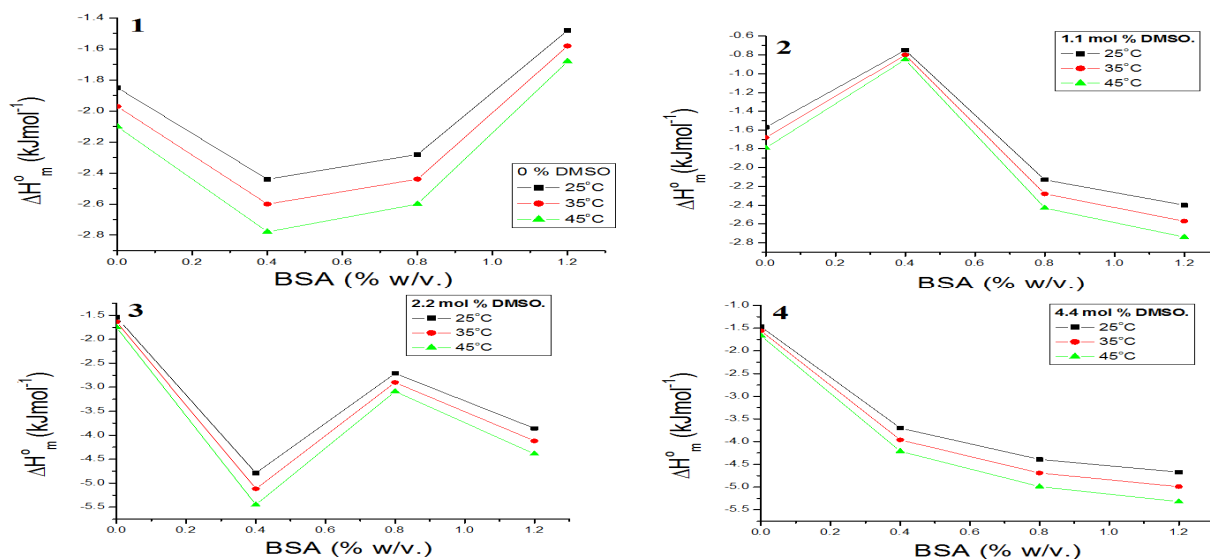 1
-1.4
-1.6
-1.8
-2.0
-2.2
-2.4
-2.6
-2.8
ΔH°m (kJmol-1)
0 % DMSO
25°C
35°C
45°C
0.0 0.2 0.4 0.6 0.8 1.0 1.2
BSA (% w/v.)
2
-0.6
-0.8
-1.0
-1.2
-1.4
-1.6
-1.8
-2.0
-2.2
-2.4
-2.6
-2.8
ΔH°m (kJmol-1)
1.1 mol % DMSO.
25°C
35°C
45°C
0.0 0.2 0.4 0.6 0.8 1.0 1.2
BSA (% w/v.)
3
-1.5
-2.0
-2.5
-3.0
-3.5
-4.0
-4.5
-5.0
-5.5
ΔH°m (kJmol-1)
2.2 mol % DMSO.
25°C
35°C
45°C
0.0 0.2 0.4 0.6 0.8 1.0 1.2
BSA (% w/v.)
4
-1.0
-1.5
-2.0
-2.5
-3.0
-3.5
-4.0
-4.5
-5.0
-5.5
ΔH°m (kJmol-1)
4.4 mol % DMSO.
25°C
35°C
45°C
0.0 0.2 0.4 0.6 0.8 1.0 1.2
BSA (% w/v.)